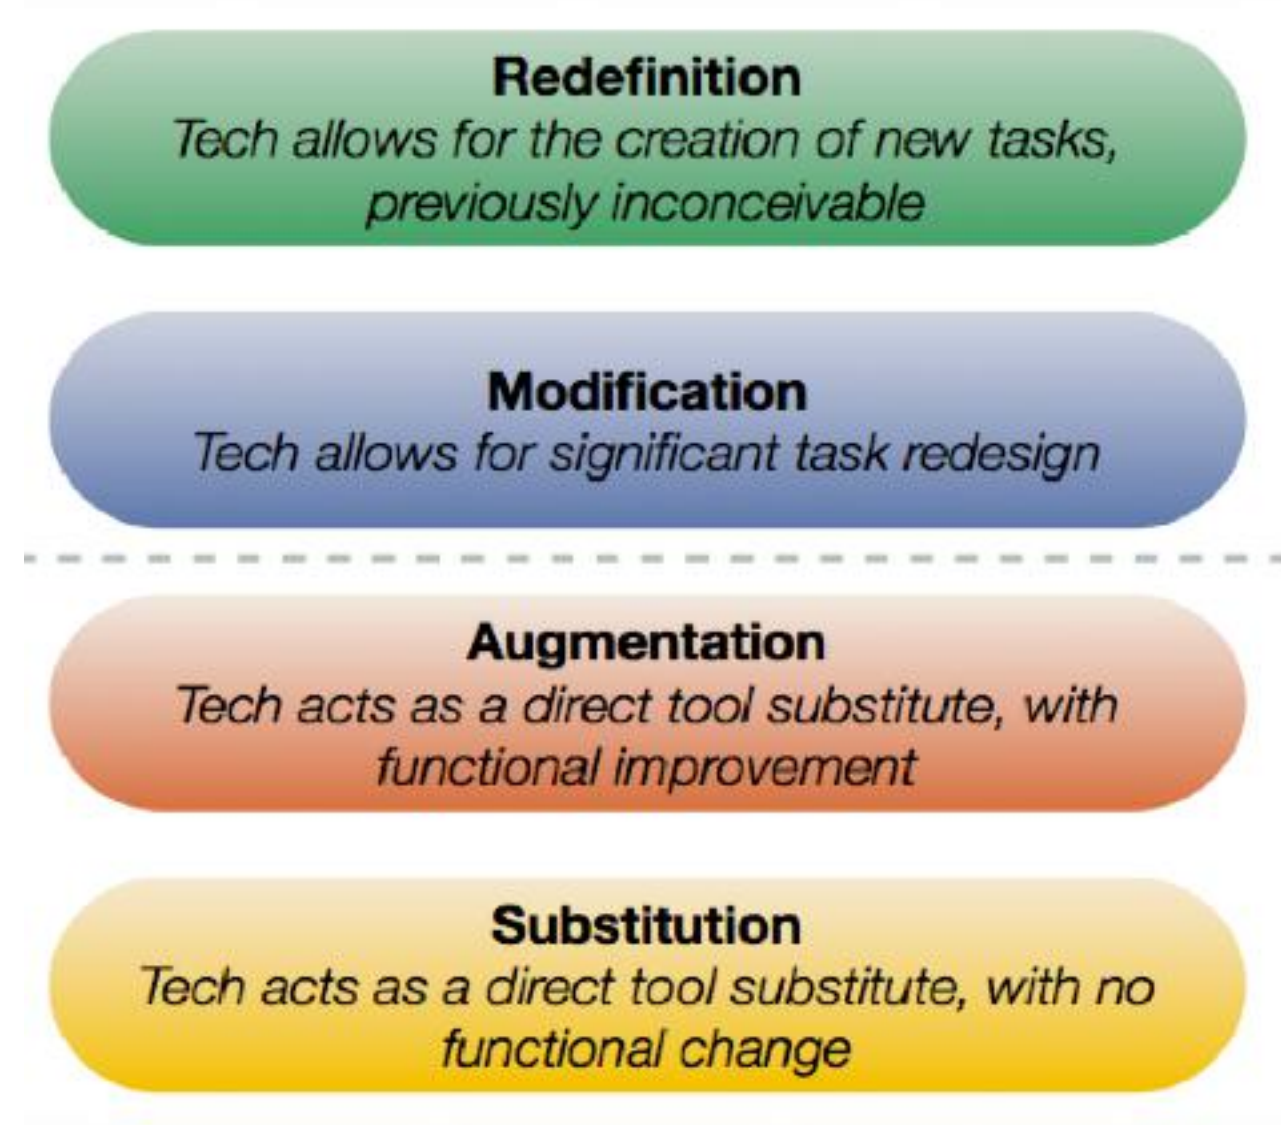 Redefinition
Tech allows for the creation of new tasks,
previously inconceivable
Modification
Tech allows for significant task redesign
Augmentation
Tech acts as a direct tool substitute, with
functional improvement
Substitution
Tech acts as a direct tool substitute, with no
functional change